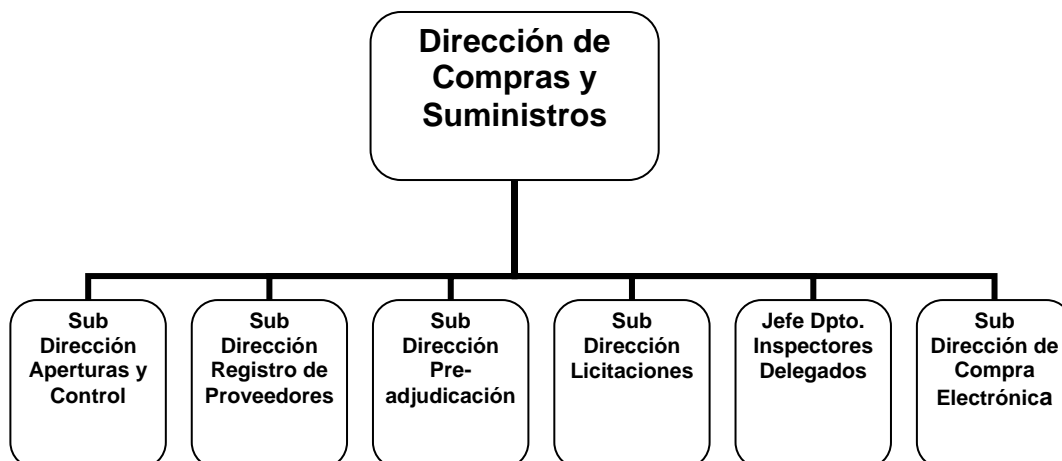 Dirección de
Compras y
Suministros
Sub
Dirección
Aperturas y
Control
Sub
Dirección
Registro de
Proveedores
Sub
Dirección
Pre-
adjudicación
Sub
Dirección
Licitaciones
Jefe Dpto.
Inspectores
Delegados
Sub
Dirección de
Compra
Electrónica